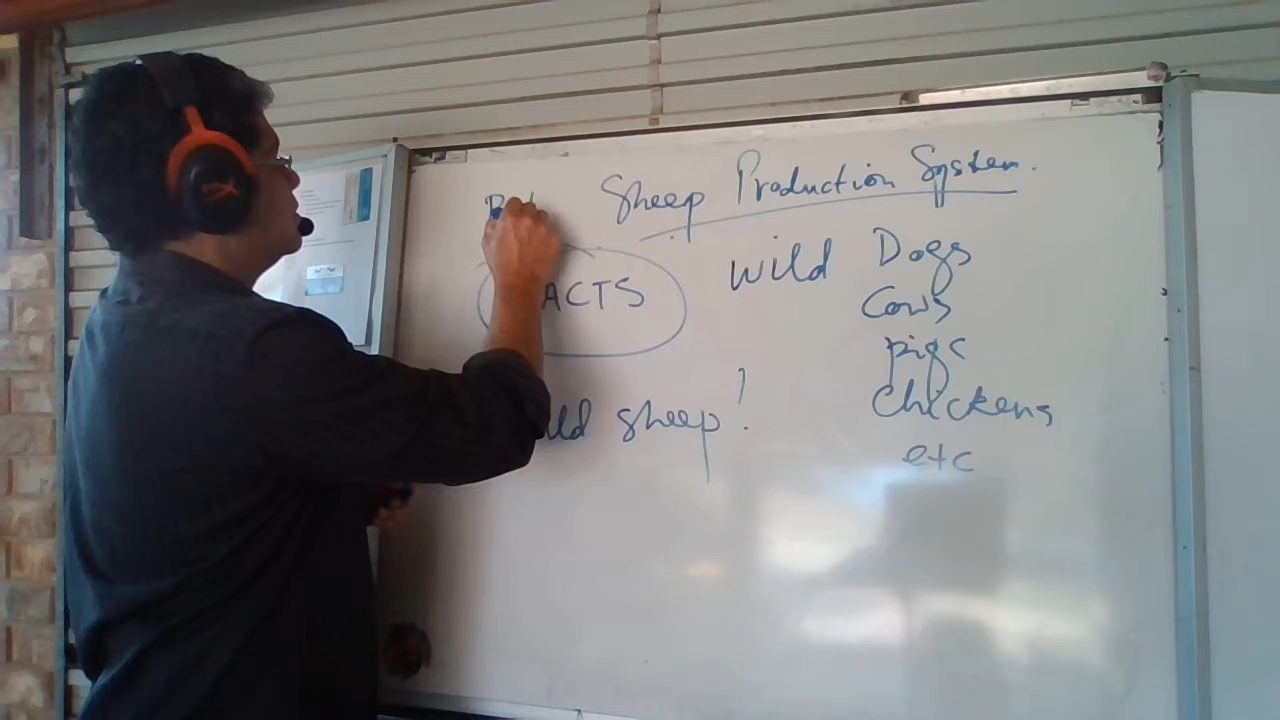 Sheep Production System.
ACTS
wild Dogs
Cows
pigs
chickens
etc
sheep!